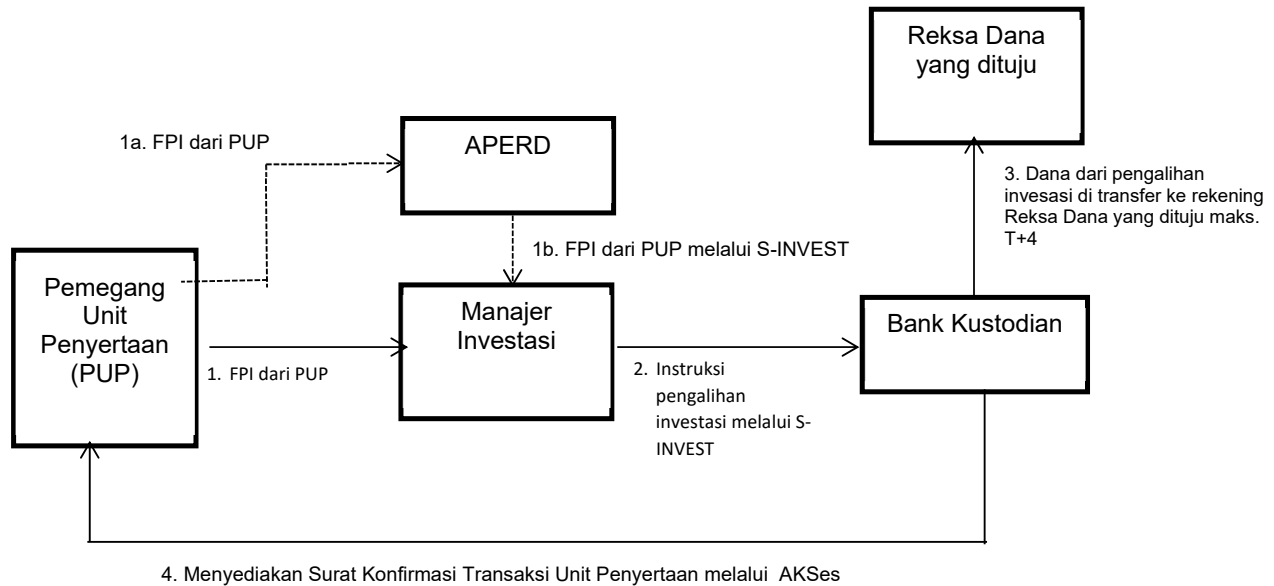 Reksa Dana
yang dituju
1a. FPI dari PUP
APERD
3. Dana dari pengalihan
invesasi di transfer ke rekening
Reksa Dana yang dituju maks.
T+4
1b. FPI dari PUP melalui S-INVEST
Pemegang
Unit
Penyertaan
(PUP)
Manajer
Investasi
Bank Kustodian
1. FPI dari PUP
2. Instruksi
pengalihan
investasi melalui S-
INVEST
4. Menyediakan Surat Konfirmasi Transaksi Unit Penyertaan melalui AKSes